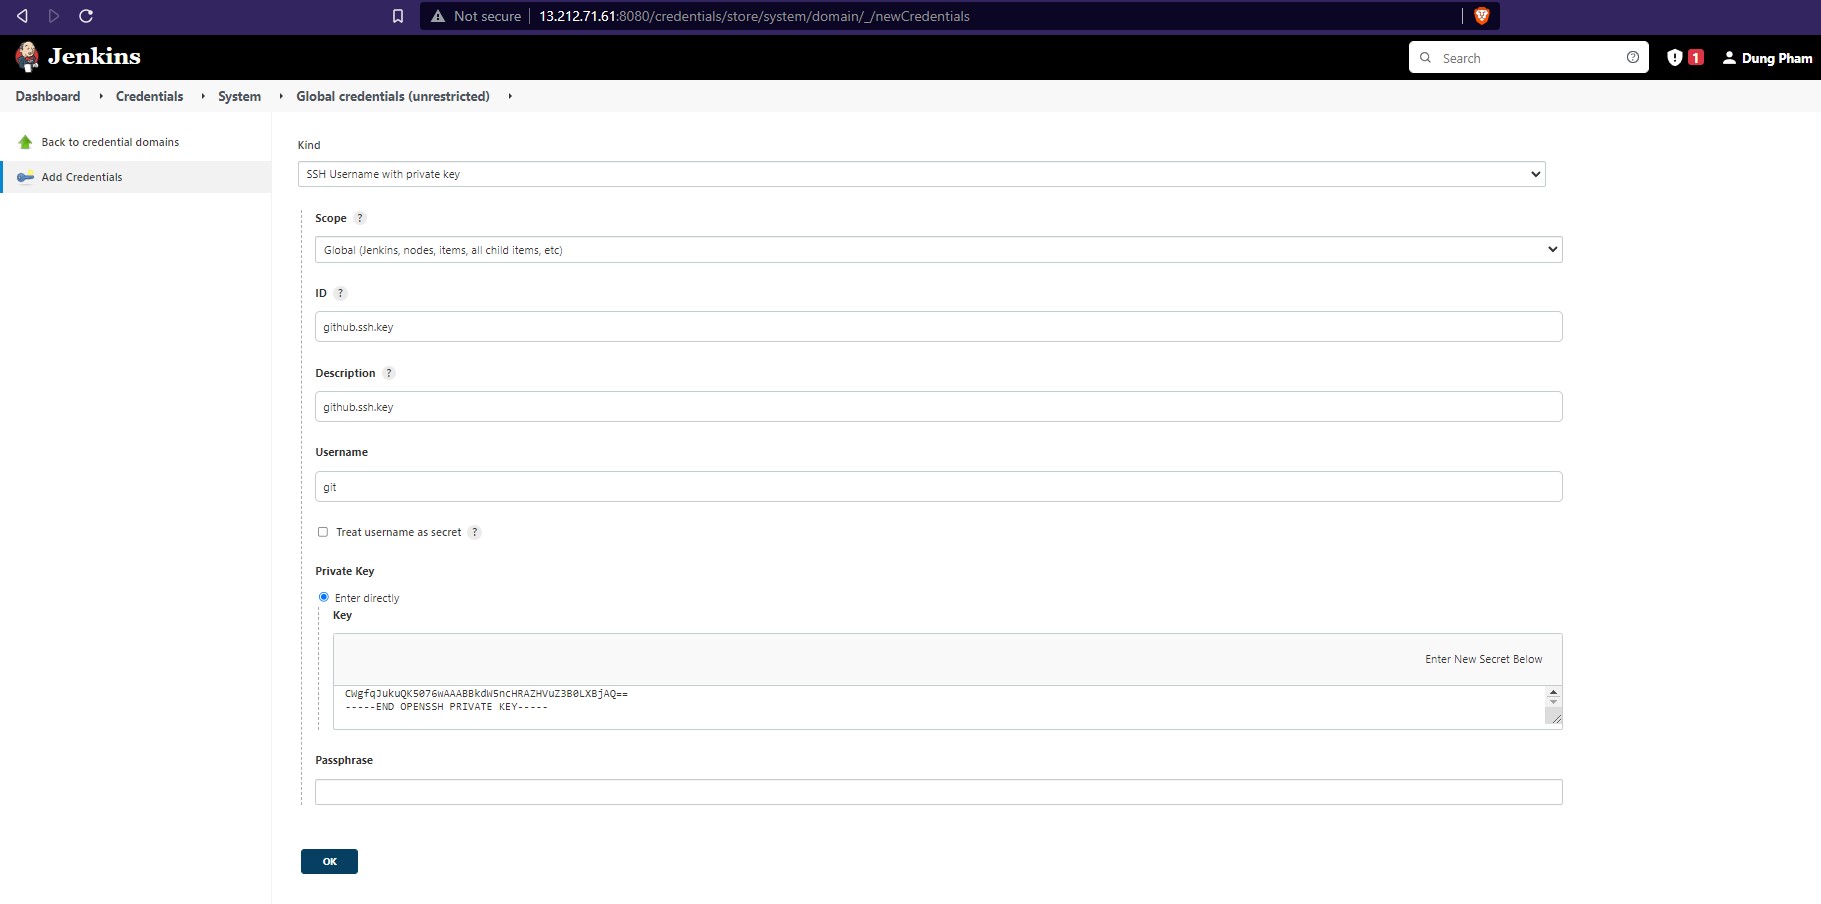 Not secure 13.212.71.61:8080/credentials/store/system/domain/_/newCredentials
Jenkins
Search
1
Dung Pham
Dashboard Credentials System Global credentials (unrestricted)
Back to credential domains
Add Credentials
Kind
SSH Username with private key
Scope ?
Global (Jenkins, nodes, items, all child items, etc)
ID ?
github.ssh.key
Description ?
github.ssh.key
Username
git
Treat username as secret ?
Private Key
Enter directly
Key
Enter New Secret Below
CWgfqJukuQK5076wAAABBkdW5ncHRAZHVuZ3B0LXBjAQ==
-----END OPENSSH PRIVATE KEY-----
Passphrase
OK